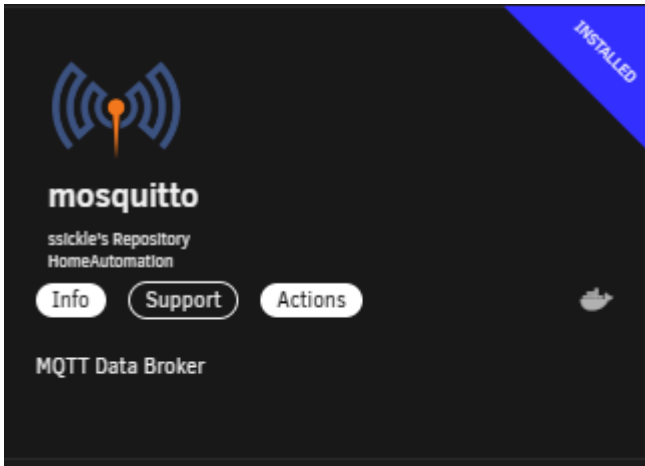 INSTALLED
mosquitto
ssickle's Repository
HomeAutomation
Info Support Actions
MQTT Data Broker